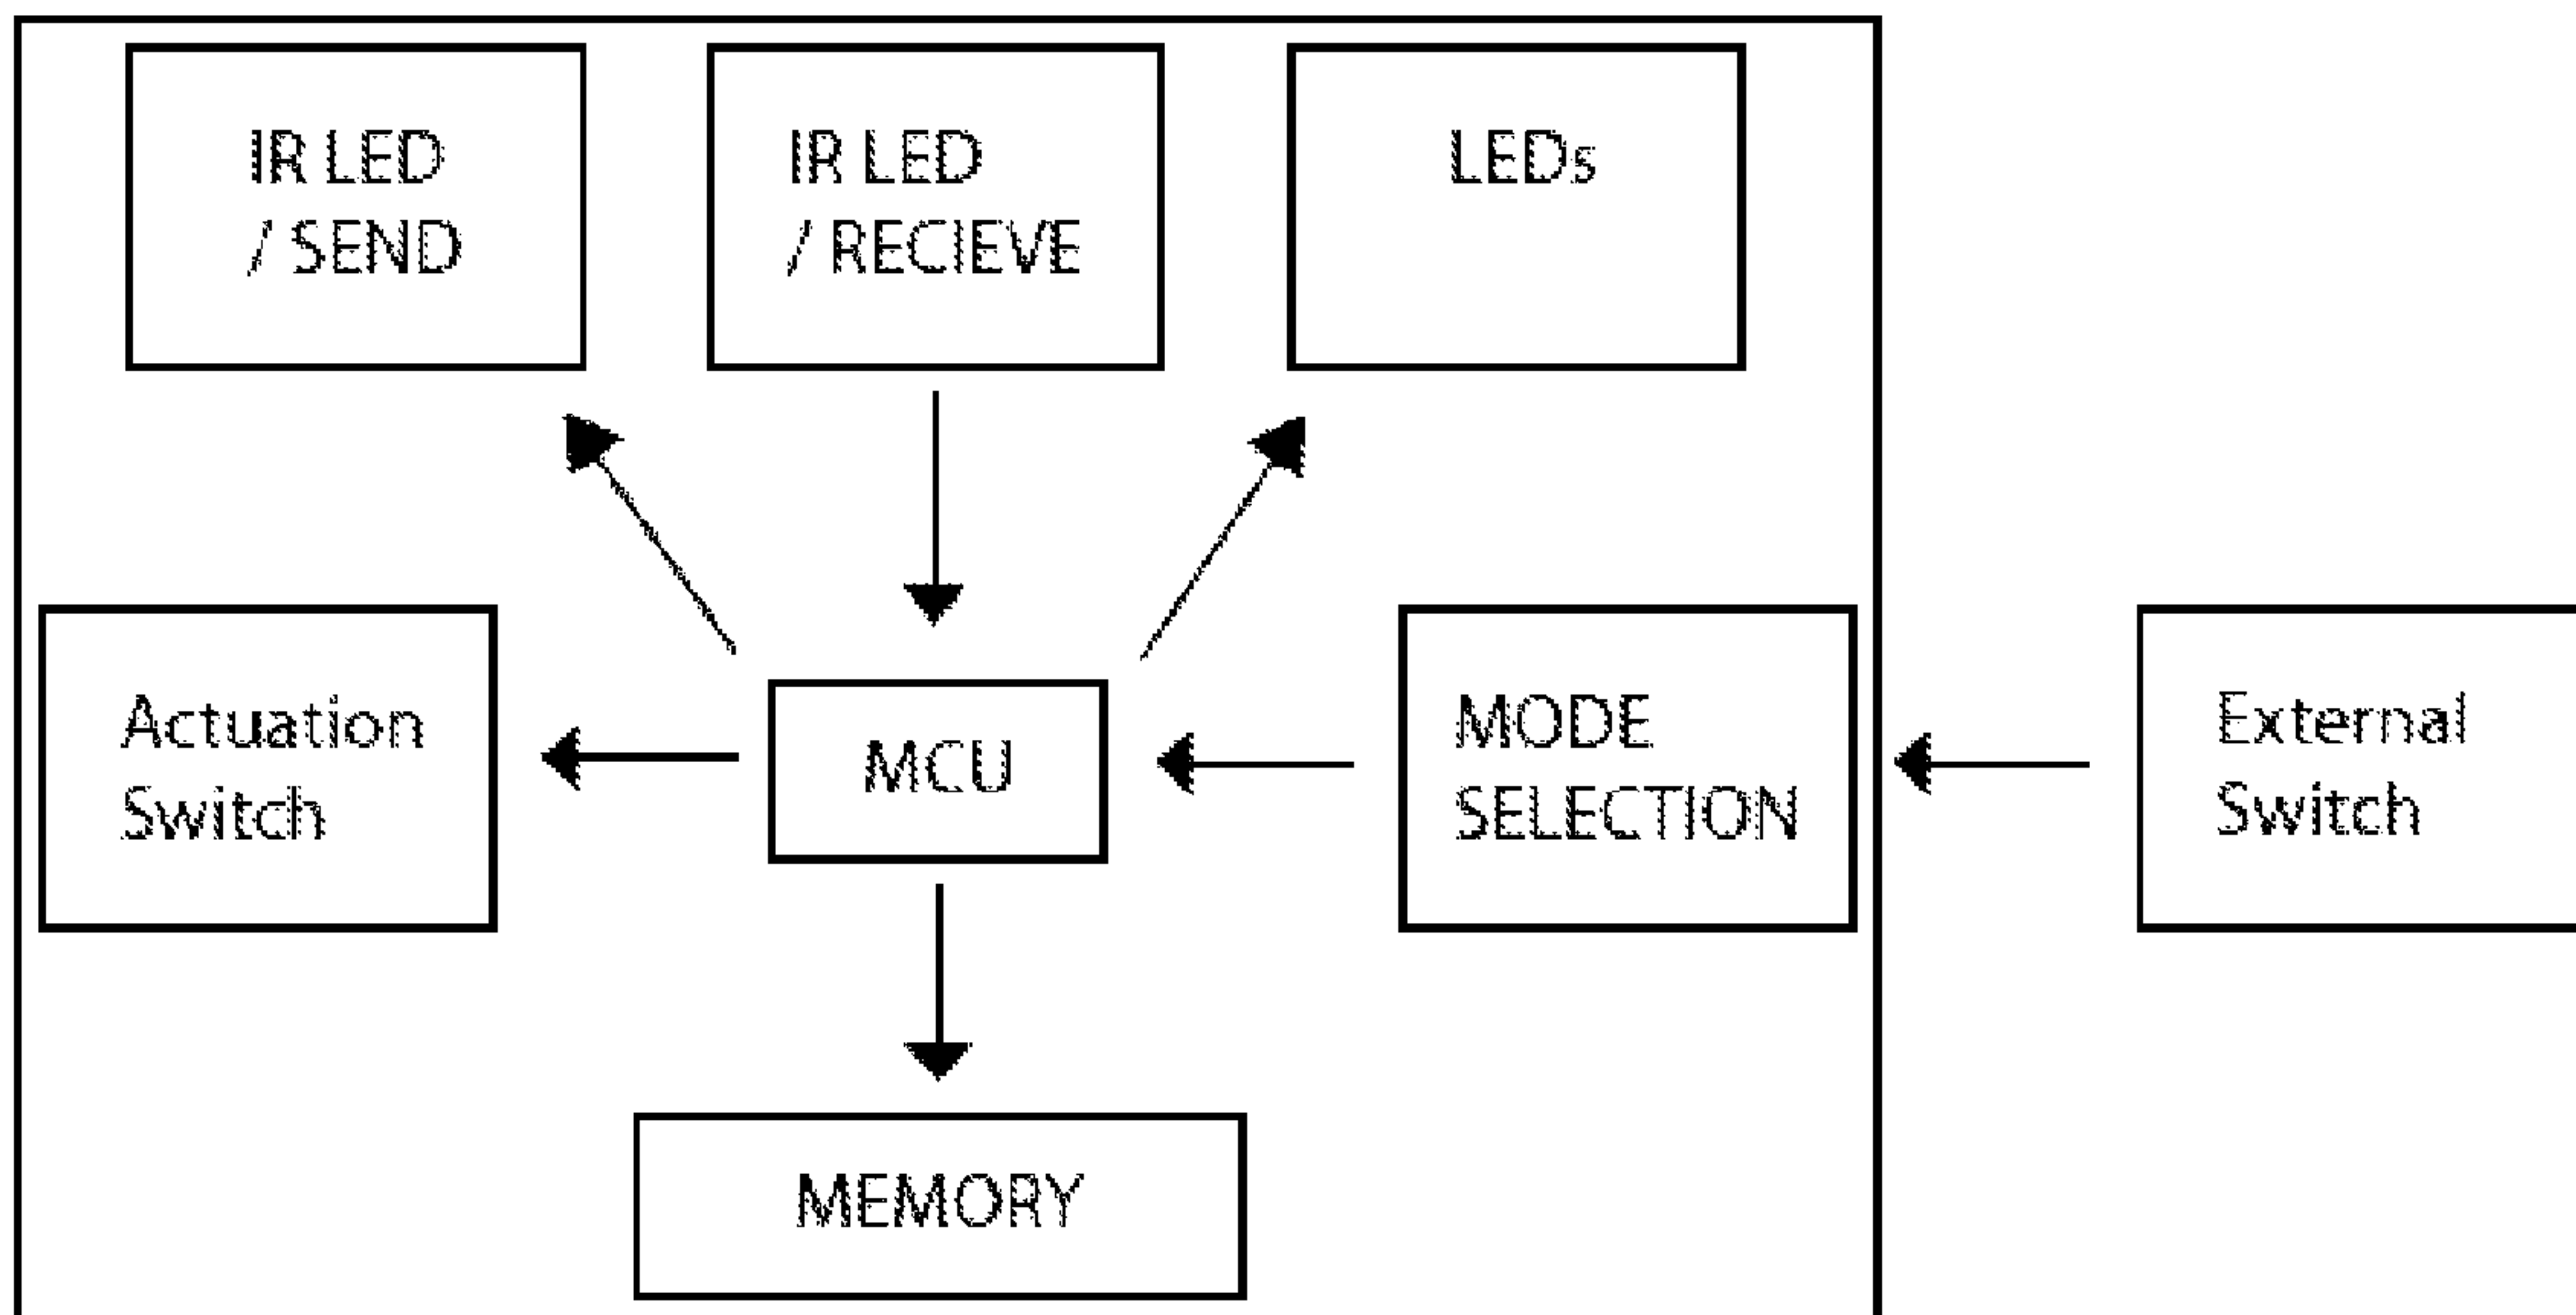 IR LED
/ SEND
IR LED
/ RECIEVE
LEDs
Actuation
Switch
MCU
MODE
SELECTION
External
Switch
MEMORY